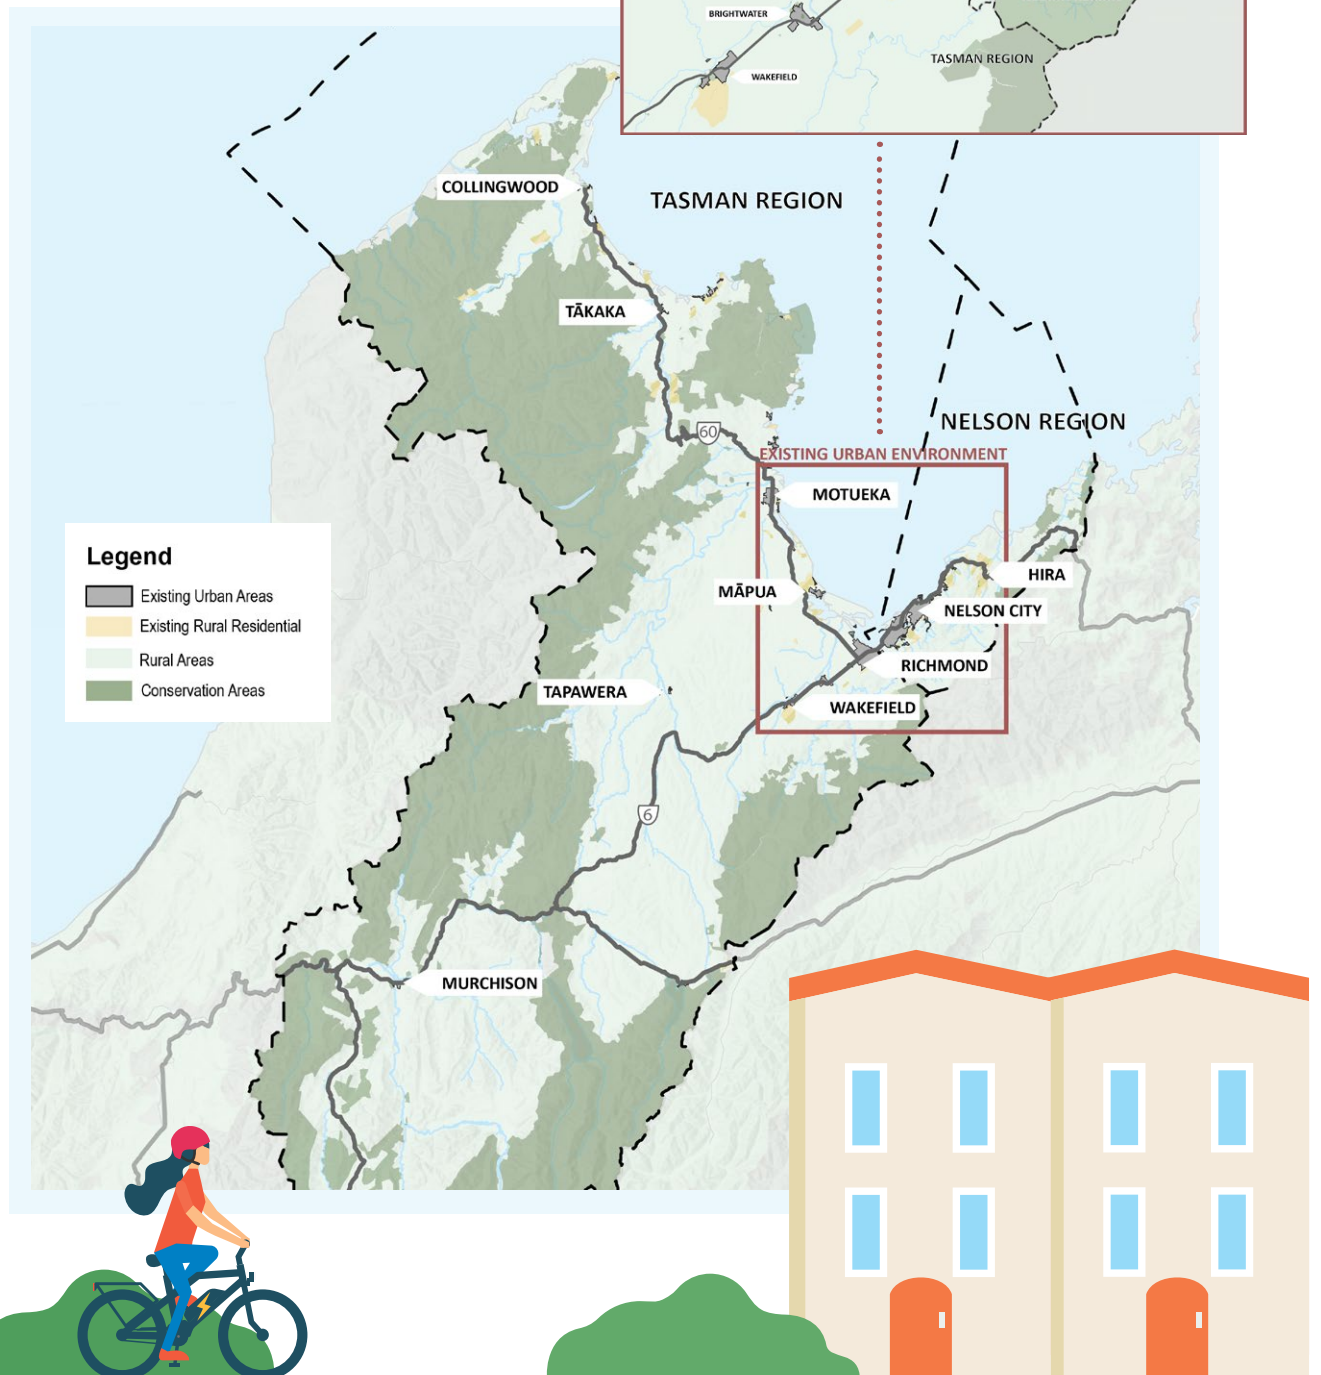 BRIGHTWATER
TASMAN REGION
WAKEFIELD
COLLINGWOOD
TASMAN REGION
TĀKAKA
NELSON REGION
60
EXISTING URBAN ENVIRONMENT
MOTUEKA
Legend
Existing Urban Areas
Existing Rural Residential
Rural Areas
Conservation Areas
HIRA
MĀPUA
NELSON CITY
RICHMOND
TAPAWERA
WAKEFIELD
6
MURCHISON